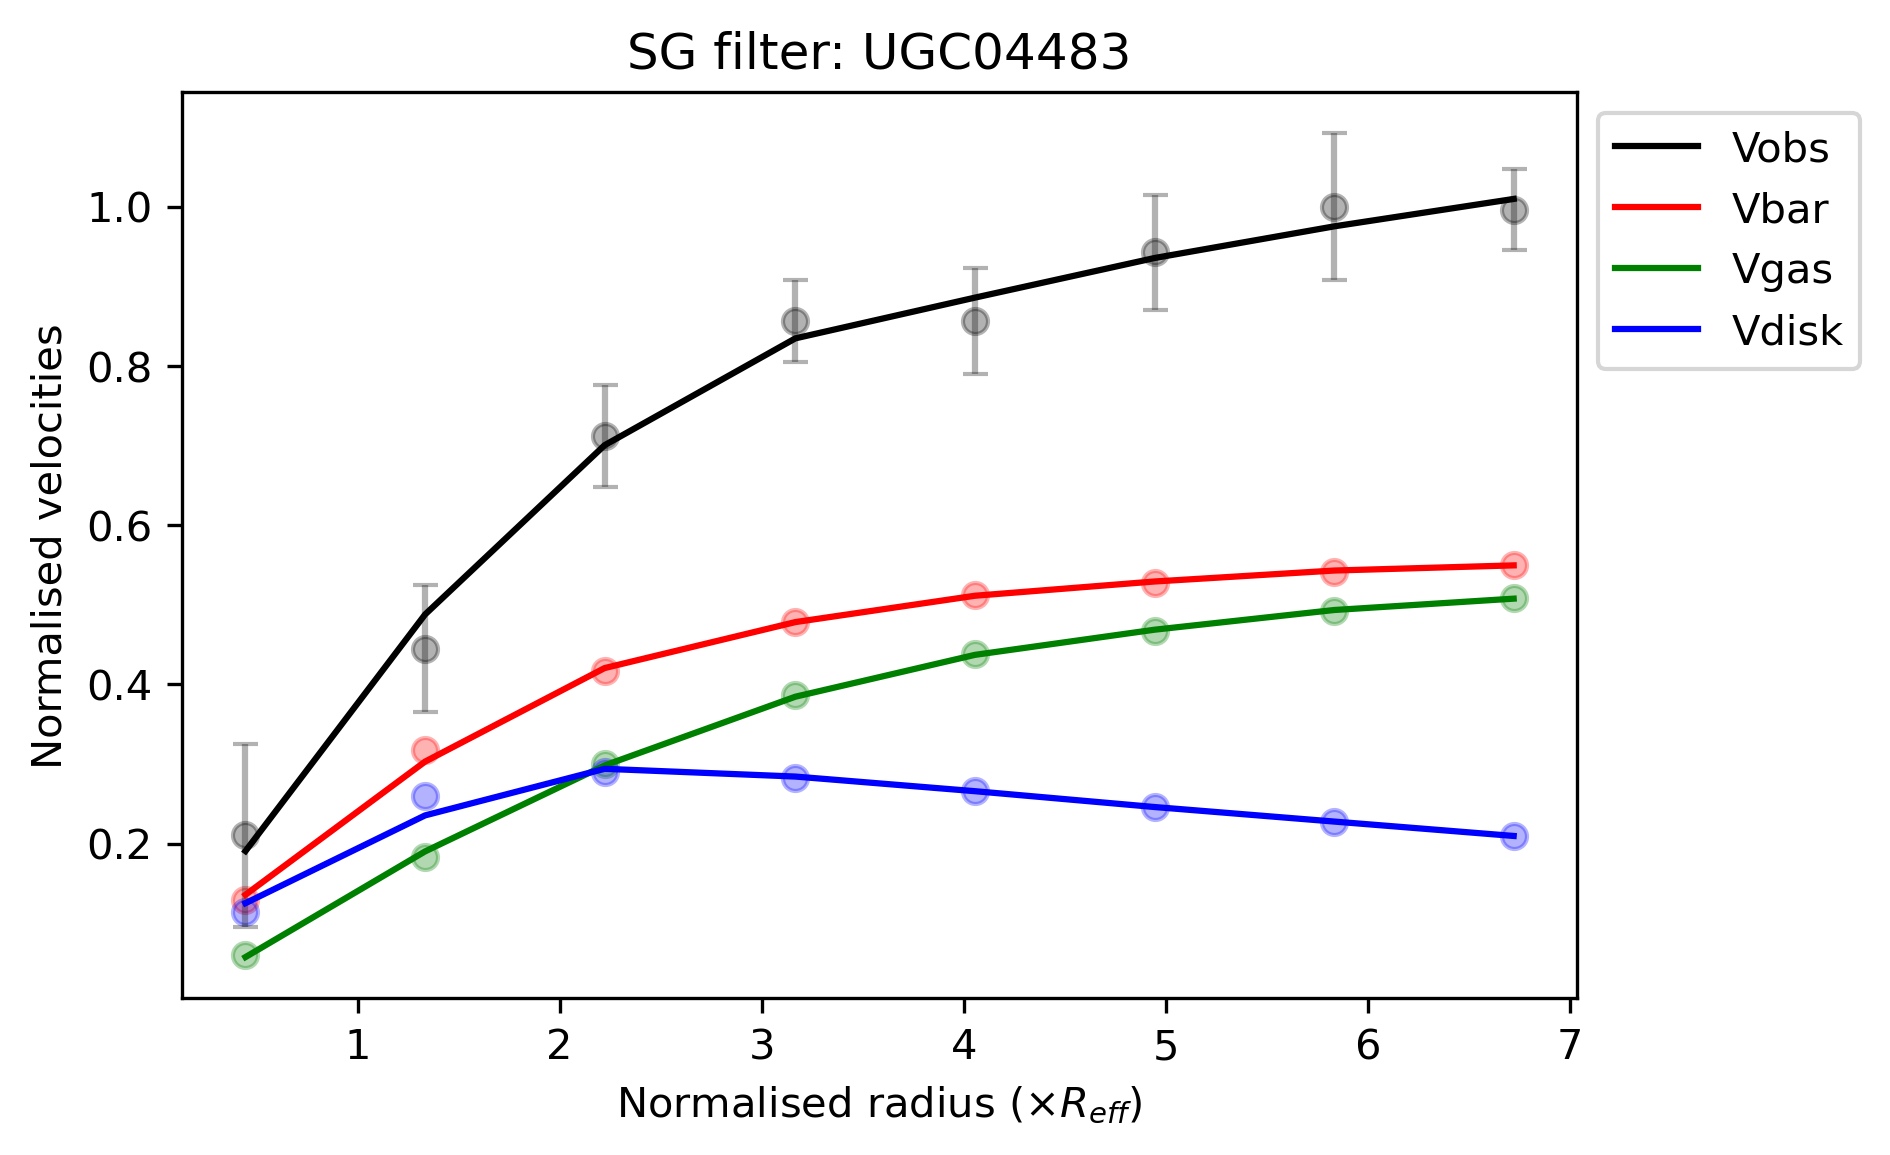 SG filter: UGC04483
Vobs
Vbar
Vgas
Vdisk
Normalised velocities
1.0
0.8
0.6
0.4
0.2
1 2 3 4 5 6 7
Normalised radius (×R_eff)